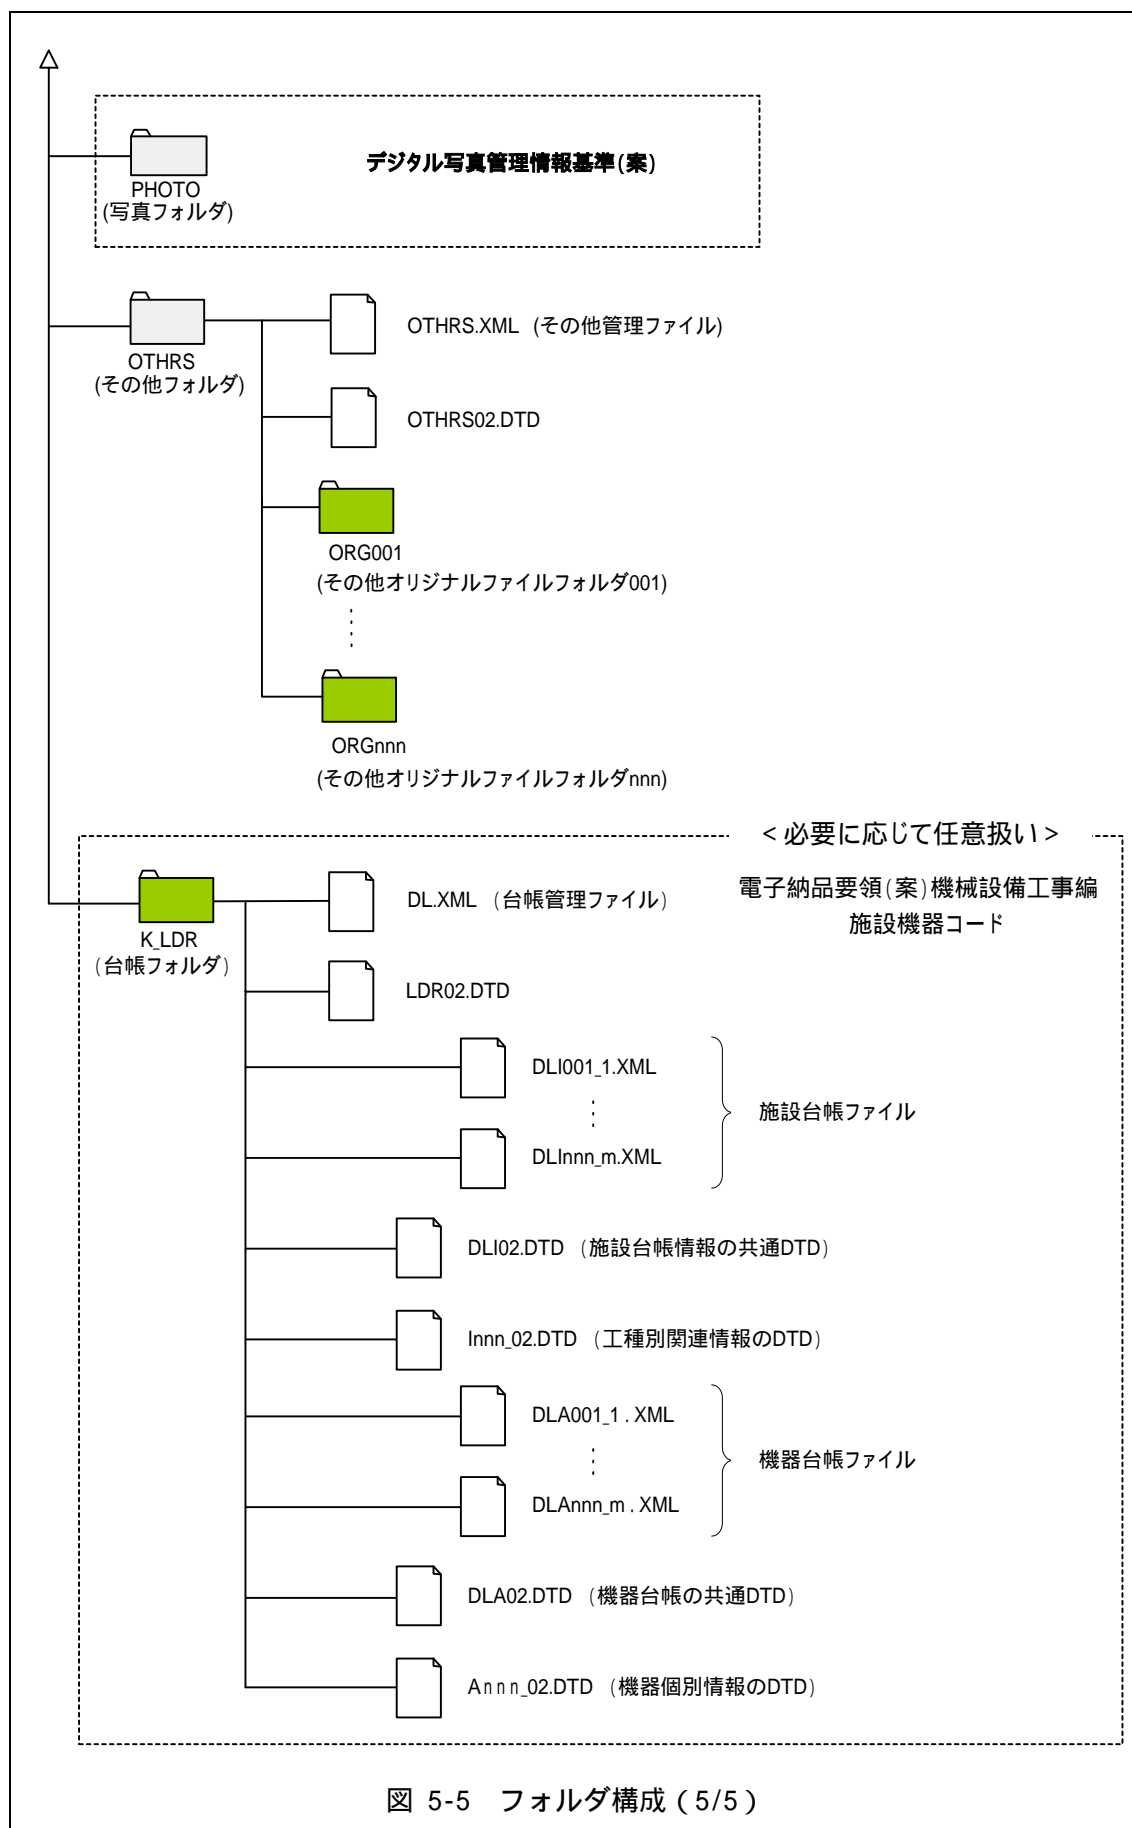 デジタル写真管理情報基準(案)
PHOTO
(写真フォルダ)
OTHRS.XML (その他管理ファイル)
OTHRS
(その他フォルダ)
OTHRS02.DTD
ORG001
(その他オリジナルファイルフォルダ001)
ORGnnn
(その他オリジナルファイルフォルダnnn)
<必要に応じて任意扱い>
電子納品要領(案)機械設備工事編
施設機器コード
DL.XML (台帳管理ファイル)
K_LDR
(台帳フォルダ)
LDR02.DTD
DLI001_1.XML
施設台帳ファイル
DLInnn_m.XML
DLI02.DTD (施設台帳情報の共通DTD)
Innn_02.DTD (工種別関連情報のDTD)
DLA001_1 . XML
機器台帳ファイル
DLAnnn_m . XML
DLA02.DTD (機器台帳の共通DTD)
Annn_02.DTD (機器個別情報のDTD)
図 5-5 フォルダ構成(5/5)